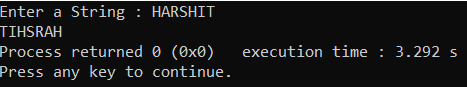 Enter a String : HARSHIT
TIHSRAH
Process returned 0 (0x0)   execution time : 3.292 s
Press any key to continue.